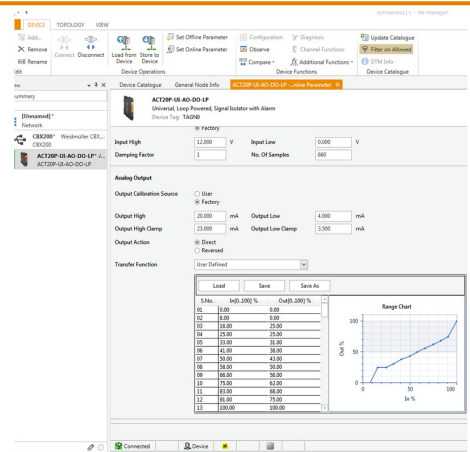 [unnamed] | - No messages
DEVICE TOPOLOGY VIEW
Add...
Remove
Rename
Connect Disconnect
Load from Device
Store to Device
Set Offline Parameter
Set Online Parameter
Configuration
Observe
Compare
Diagnosis
Channel Functions
Additional Functions
Update Catalogue
Filter on Allowed
DTM Info
dit
Device Operations
Device Functions
Device Catalogue
ew
ummary
[Unnamed]*
Network
CBX200* Weidmüller CBX,...
CBX200
ACT20P-UI-AO-DO-LP* /...
ACT20P-UI-AO-DO-LP
Device Catalogue General Node Info ACT20P-UI-AO-DO-LP -...nline Parameter
ACT20P-UI-AO-DO-LP
Universal, Loop Powered, Signal Isolator with Alarm
Device Tag: TAGN0
Factory
Input High 12.000 V Input Low 0.000 V
Damping Factor 1 No. Of Samples 660
Analog Output
Output Calibration Source User
Factory
Output High 20.000 mA Output Low 4.000 mA
Output High Clamp 23.000 mA Output Low Clamp 3.500 mA
Output Action Direct
Reversed
Transfer Function User Defined
Load Save Save As
S.No. In[0..100] % Out[0..100] %
01 0.00 0.00
02 8.00 0.00
03 16.00 25.00
04 25.00 25.00
05 33.00 31.00
06 41.00 38.00
07 50.00 43.00
08 58.00 50.00
09 66.00 56.00
10 75.00 62.00
11 83.00 68.00
12 91.00 75.00
13 100.00 100.00
Range Chart
100
Out %
50
0
0 50 100
In %
Connected Device